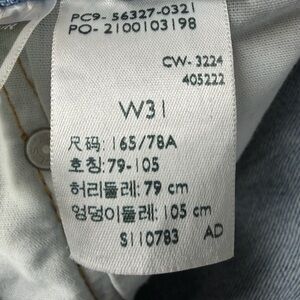 PC9- 56327-0321
PO- 2100103198
CW-3224
405222
W31
尺码: 165/78A
호칭: 79-105
허리둘레: 79 cm
엉덩이둘레: 105 cm
S110783 AD